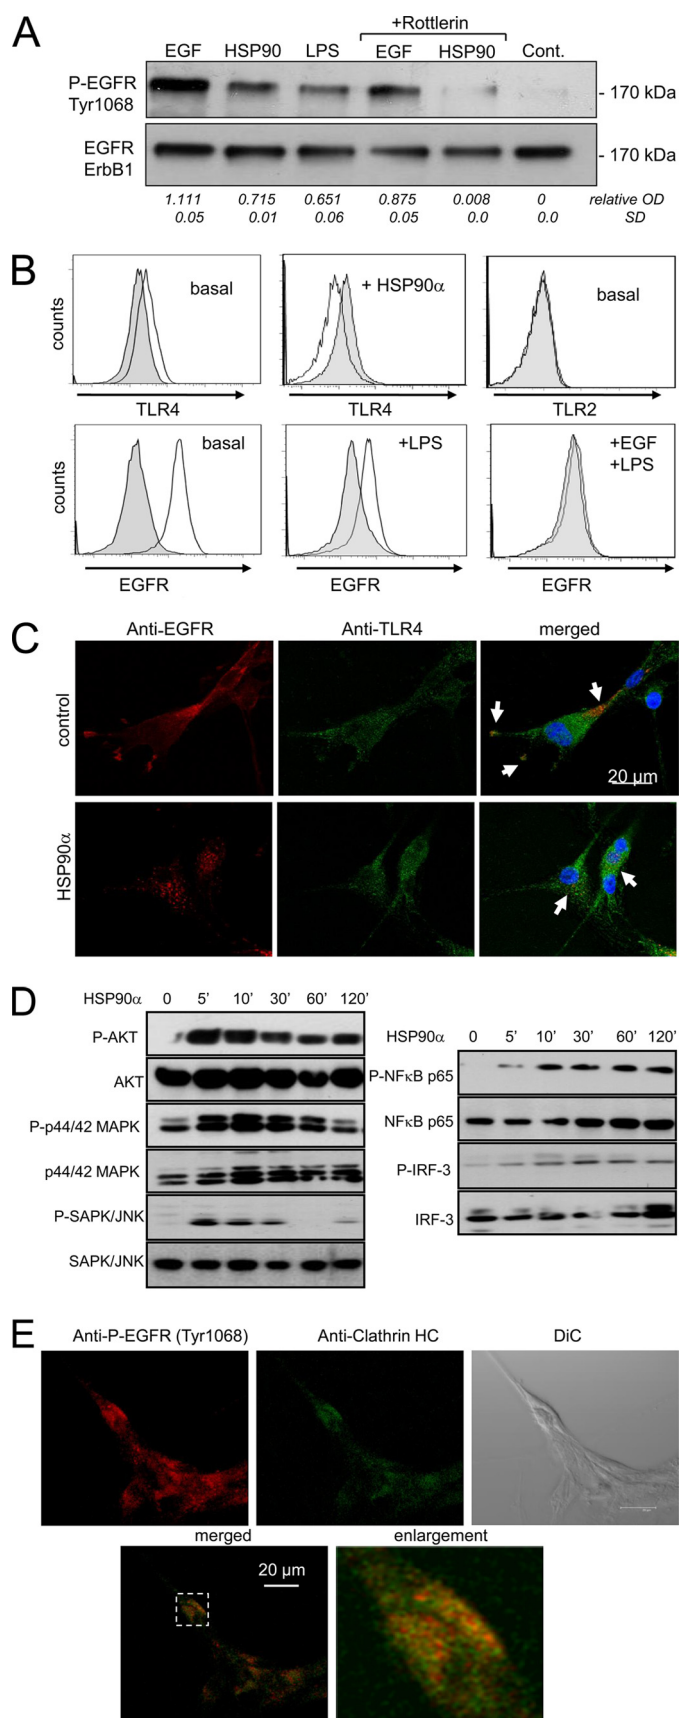 A
+Rottlerin
EGF HSP90 LPS EGF HSP90 Cont.
P-EGFR
Tyr1068
- 170 kDa
EGFR
ErbB1
- 170 kDa
1.111 0.715 0.651 0.875 0.008 0 relative OD
0.05 0.01 0.06 0.05 0.0 0.0 SD
B
counts
basal
+ HSP90α
basal
TLR4 TLR4 TLR2
counts
basal
+LPS
+EGF
+LPS
EGFR EGFR EGFR
C
Anti-EGFR Anti-TLR4 merged
control
20 μm
HSP90α
D
HSP90α 0 5’ 10’ 30’ 60’ 120’
P-AKT
AKT
P-p44/42 MAPK
p44/42 MAPK
P-SAPK/JNK
SAPK/JNK
HSP90α 0 5’ 10’ 30’ 60’ 120’
P-NFκB p65
NFκB p65
P-IRF-3
IRF-3
E
Anti-P-EGFR (Tyr1068) Anti-Clathrin HC DiC
merged enlargement
20 μm